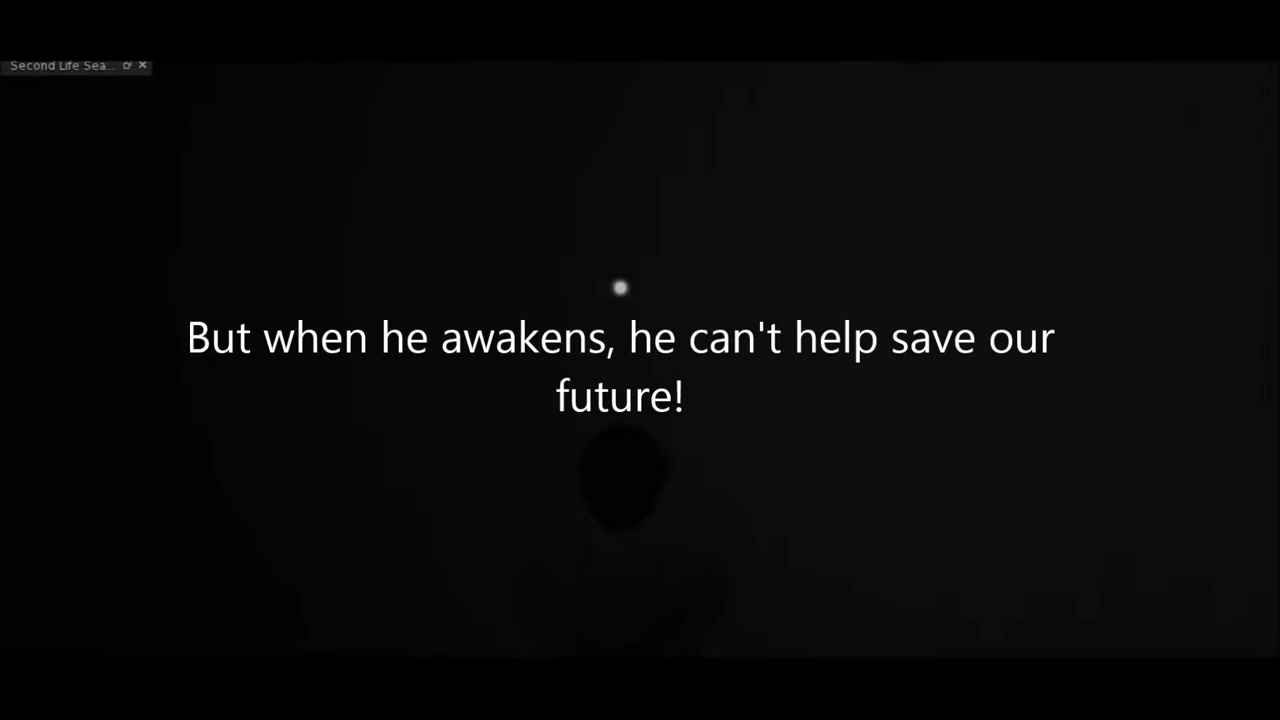 Second Life Sea...
But when he awakens, he can't help save our
future!